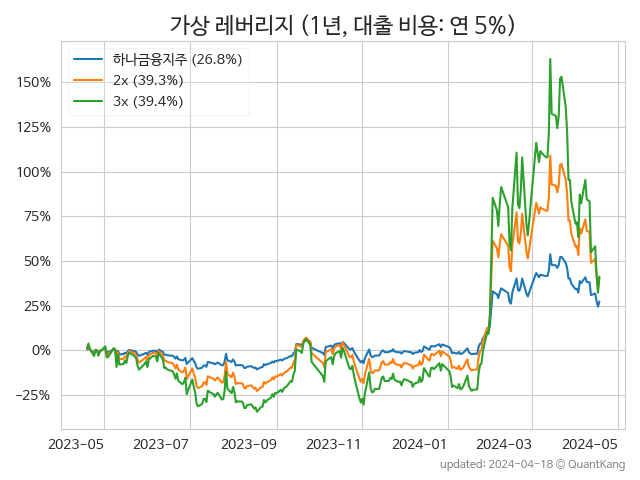 가상 레버리지 (1년, 대출 비용: 연 5%)
하나금융지주 (26.8%)
2x (39.3%)
3x (39.4%)
150%
125%
100%
75%
50%
25%
0%
−25%
2023-05 2023-07 2023-09 2023-11 2024-01 2024-03 2024-05
updated: 2024-04-18 © QuantKang